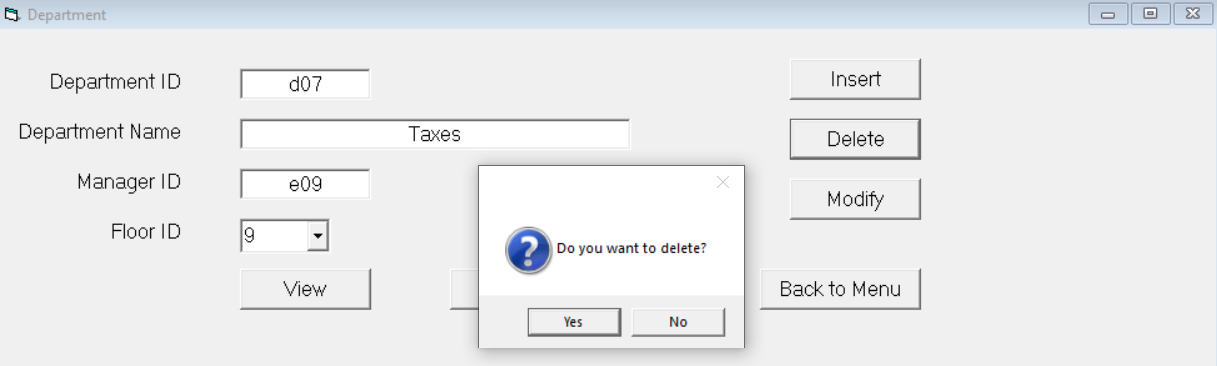 Department
Department ID
d07
Insert
Department Name
Taxes
Delete
Manager ID
e09
Modify
Floor ID
9
Do you want to delete?
Yes
No
View
Back to Menu